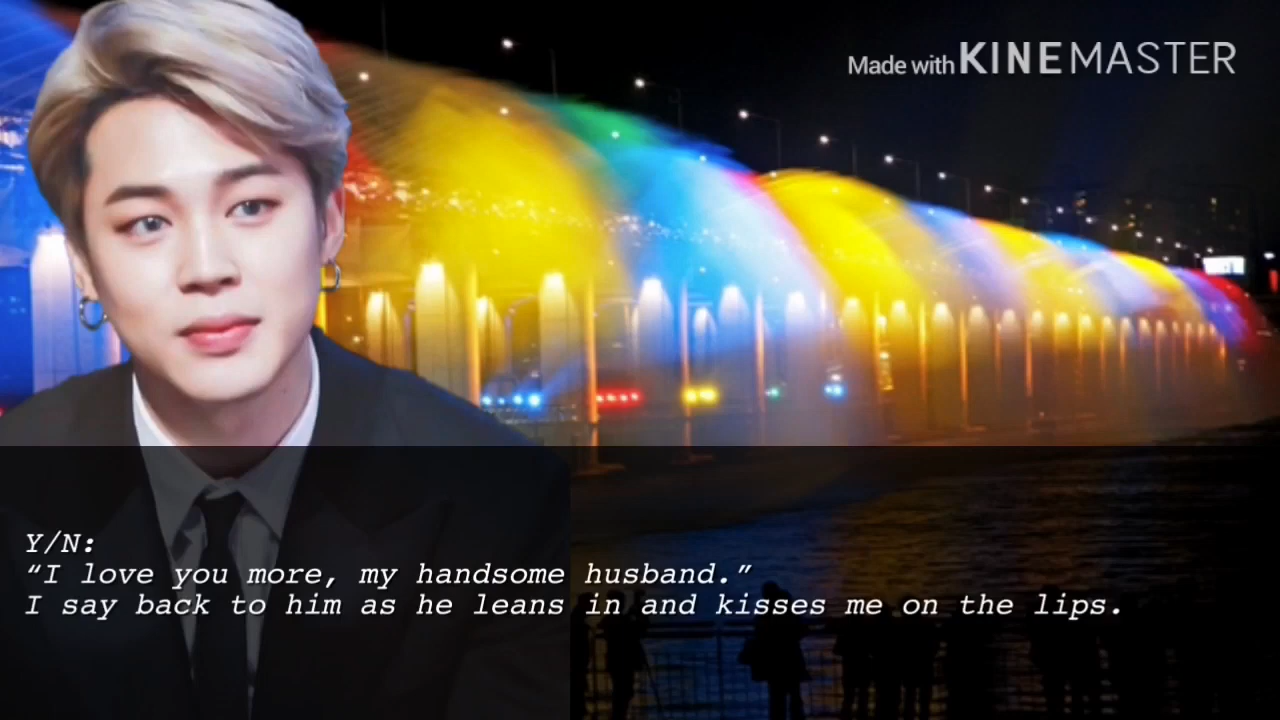 Made with KINEMASTER
Y/N:
“I love you more, my handsome husband.”
I say back to him as he leans in and kisses me on the lips.